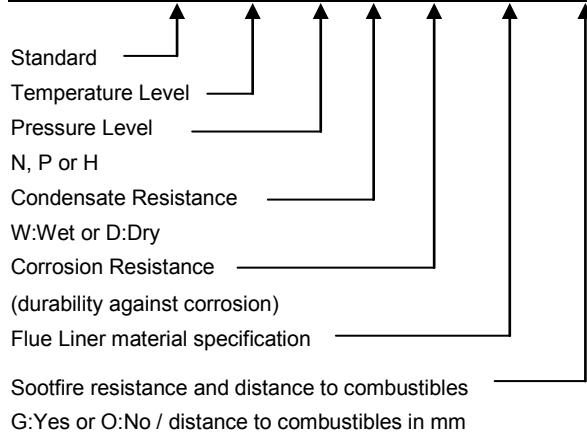 Standard
Temperature Level
Pressure Level
N, P or H
Condensate Resistance
W:Wet or D:Dry
Corrosion Resistance
(durability against corrosion)
Flue Liner material specification
Sootfire resistance and distance to combustibles
G:Yes or O:No / distance to combustibles in mm